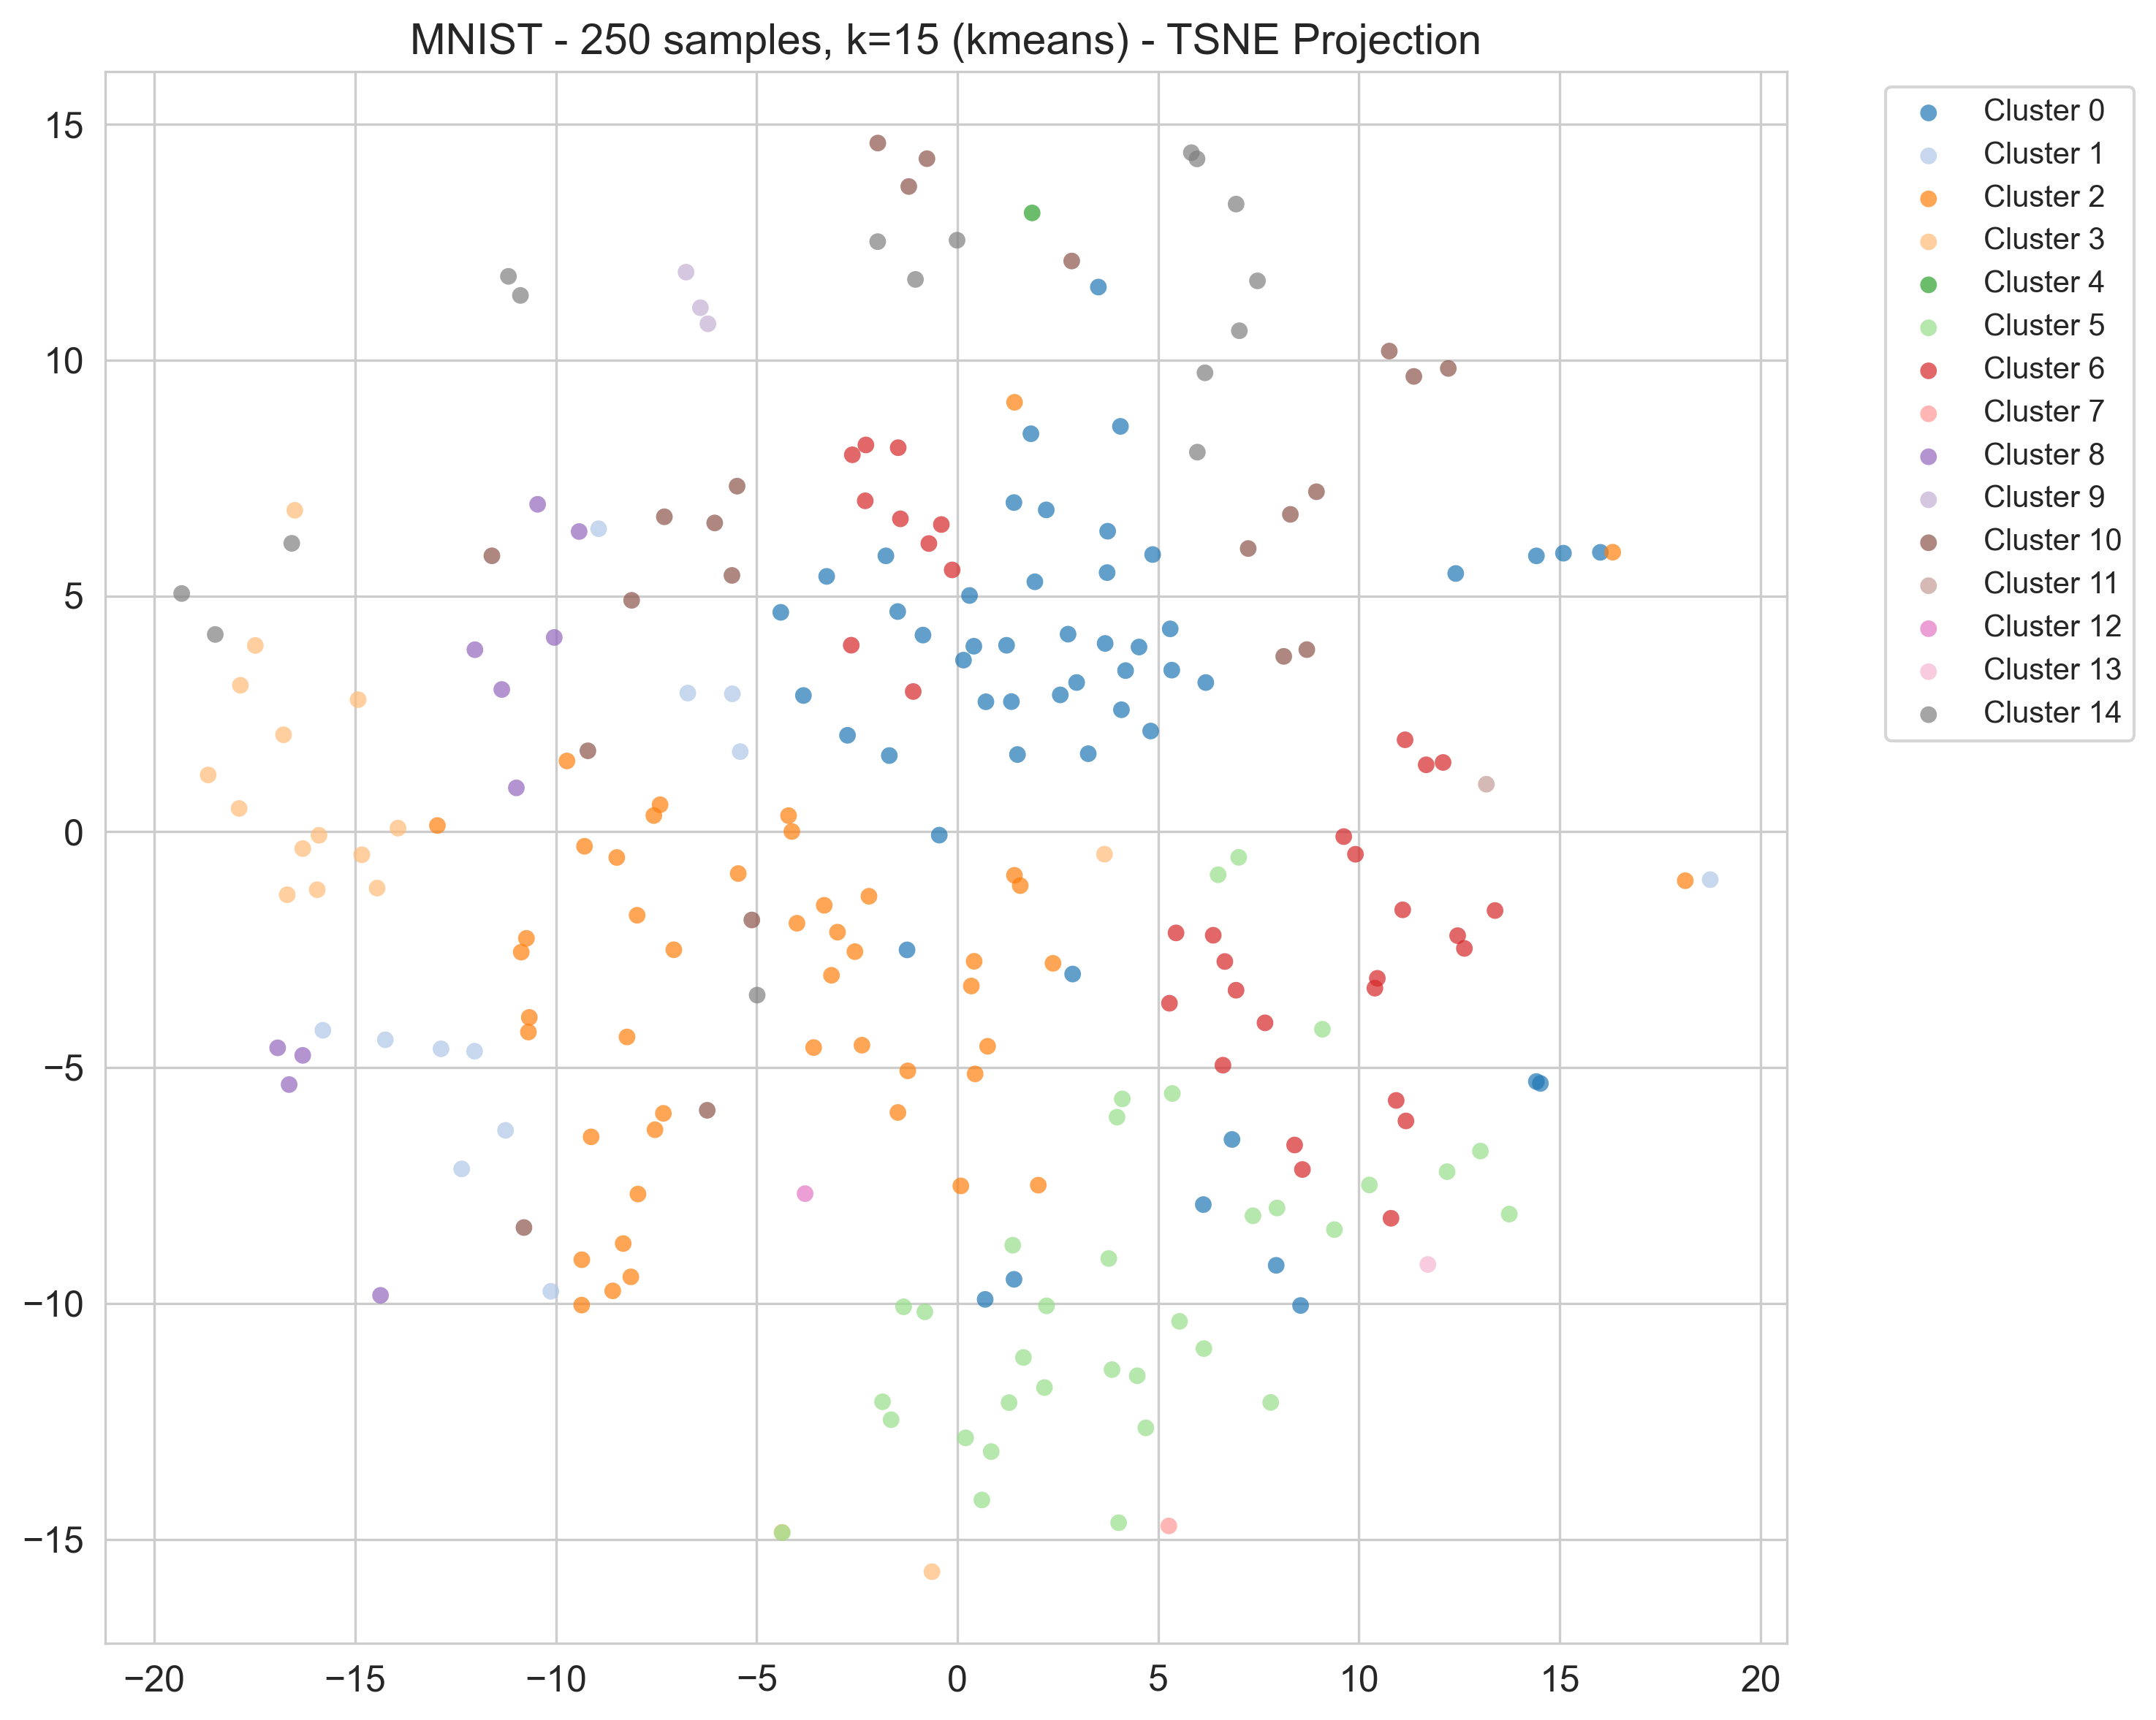 MNIST - 250 samples, k=15 (kmeans) - TSNE Projection
15
10
5
0
−5
−10
−15
−20
−15
−10
−5
0
5
10
15
20
Cluster 0
Cluster 1
Cluster 2
Cluster 3
Cluster 4
Cluster 5
Cluster 6
Cluster 7
Cluster 8
Cluster 9
Cluster 10
Cluster 11
Cluster 12
Cluster 13
Cluster 14